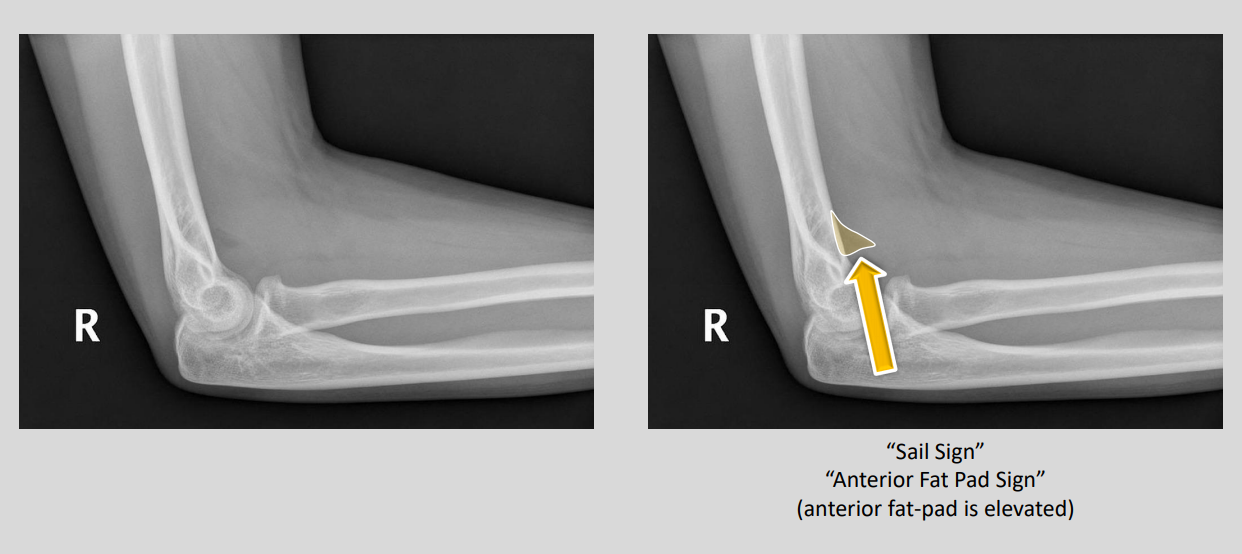 R
R
“Sail Sign”
“Anterior Fat Pad Sign”
(anterior fat-pad is elevated)